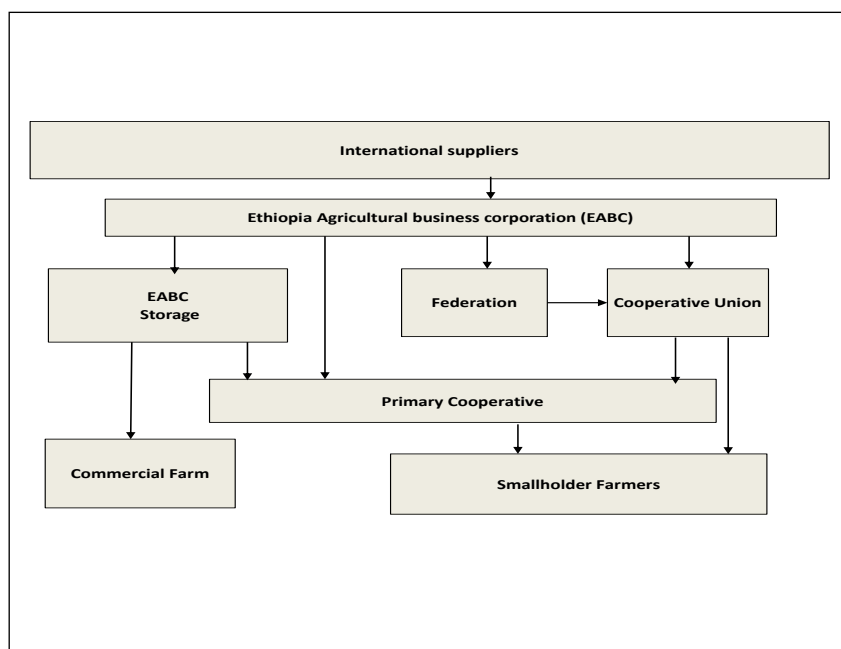 International suppliers
Ethiopia Agricultural business corporation (EABC)
EABC
Storage
Federation
Cooperative Union
Primary Cooperative
Commercial Farm
Smallholder Farmers